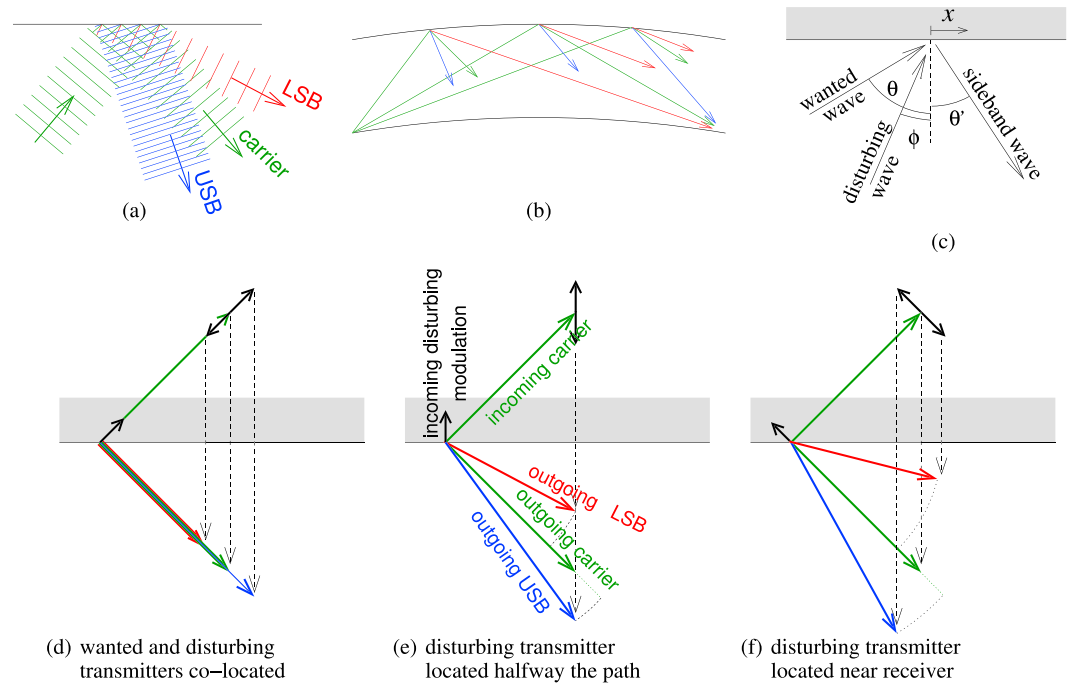 LSB
carrier
USB
(a)
(b)
x
wanted
wave
θ
θ'
ϕ
disturbing
wave
sideband wave
(c)
incoming disturbing
modulation
incoming carrier
outgoing LSB
outgoing carrier
outgoing USB
(d) wanted and disturbing
transmitters co−located
(e) disturbing transmitter
located halfway the path
(f) disturbing transmitter
located near receiver